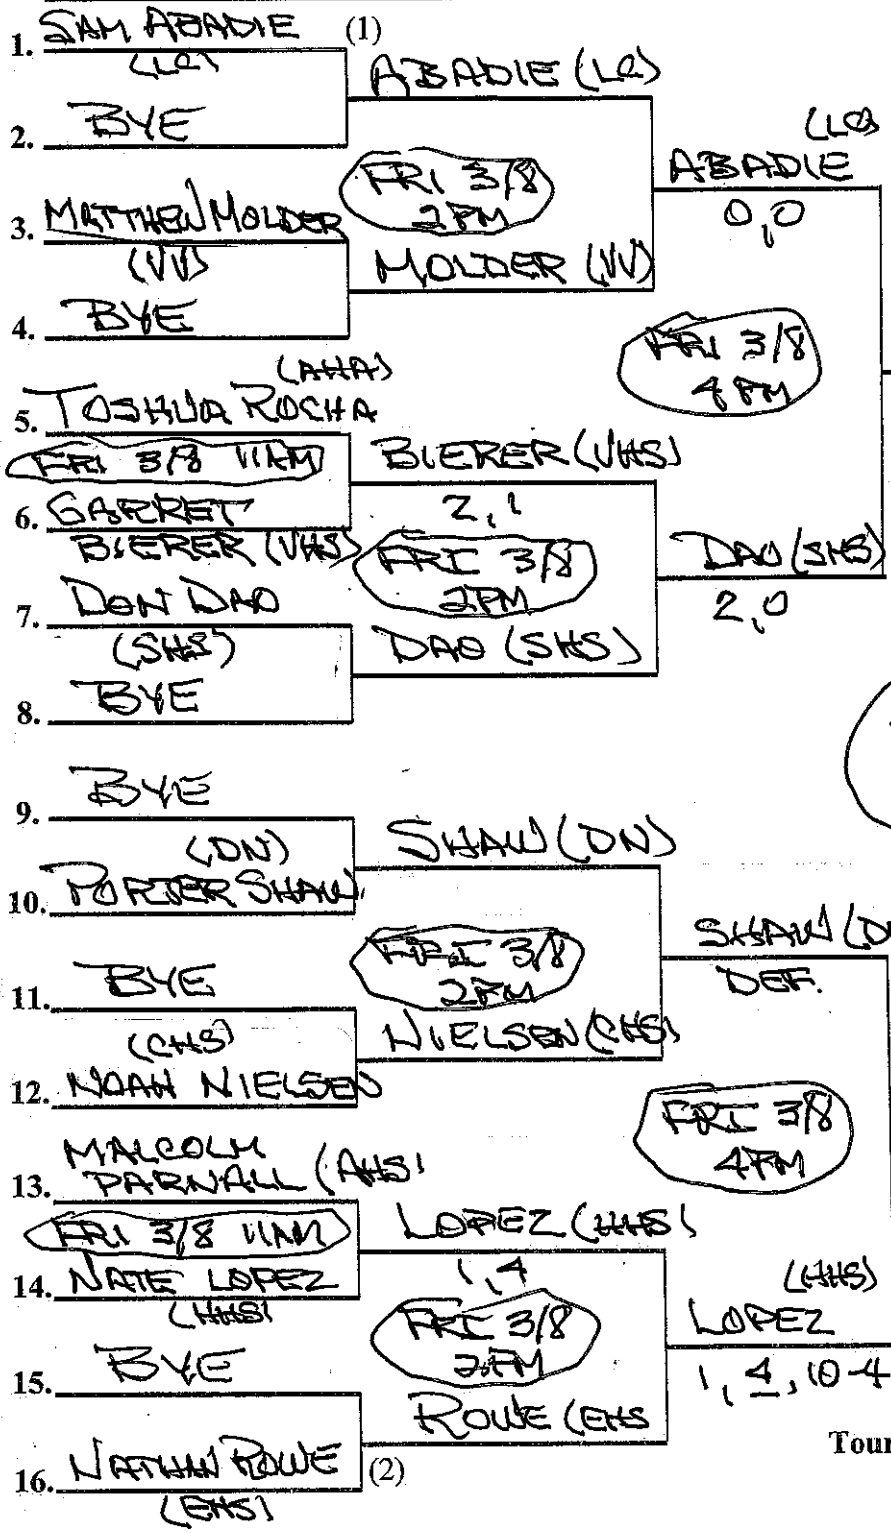 1. SAM ABADIE (1)
(LQ)
ABADIE (LQ)
2. BYE
(LQ)
ABADIE
0,0
FRI 3/8
2PM
3. MATTHEW MOLDER
(VV)
MOLDER (VV)
4. BYE
FRI 3/8
4PM
(AHA)
5. JOSHUA ROCHA
FRI 3/8 11AM
BIERER (VHS)
2,1
6. GARRET
BIERER (VHS)
FRI 3/8
2PM
DAO (SHS)
2,0
7. DON DAO
(SHS)
DAO (SHS)
8. BYE
9. BYE
(DN)
SHAW (DN)
10. PORTER SHAW
FRI 3/8
2PM
SHAW (DN
DEF.
11. BYE
(CHS)
NIELSEN (CHS)
12. NOAH NIELSEN
FRI 3/8
4PM
MALCOLM
13. PARNALL (AHS)
FRI 3/8 11AM
LOPEZ (HHS)
1,4
14. NATE LOPEZ
(HHS)
FRI 3/8
2PM
(HHS)
LOPEZ
1, 4, 10-4
15. BYE
ROWE (EHS
Tour
16. NATHAN ROWE (2)
(EHS)